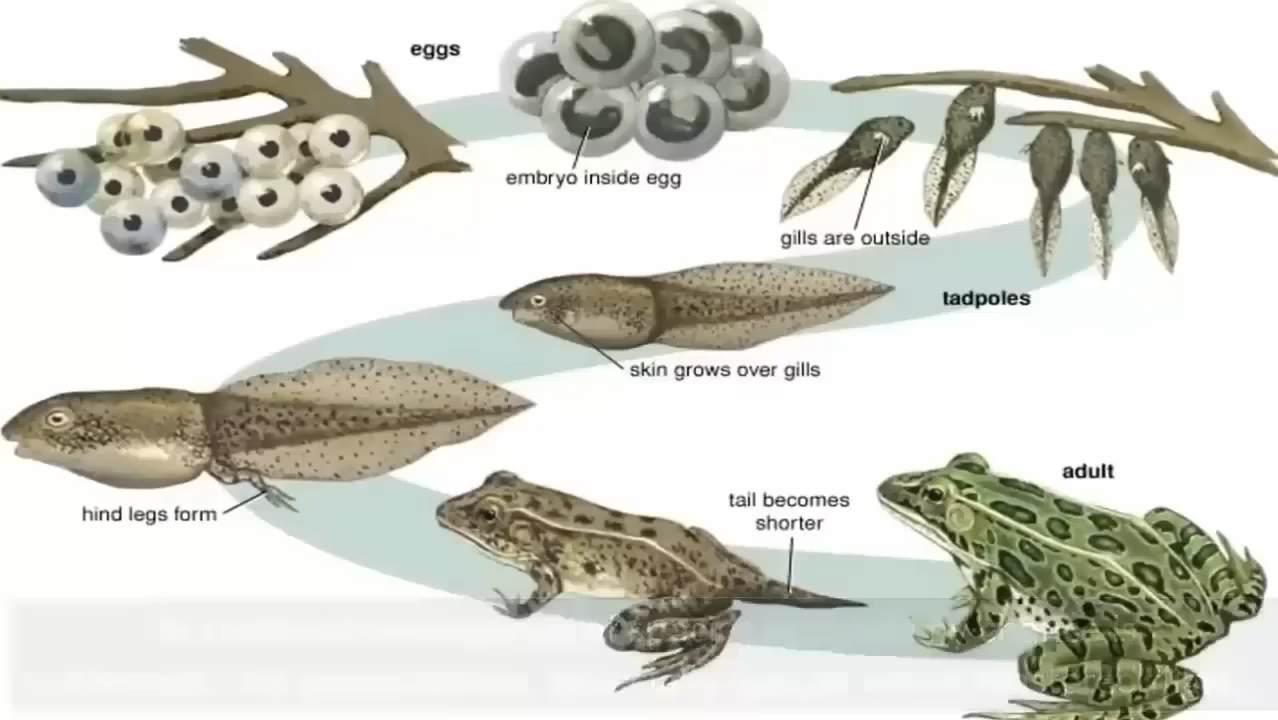 eggs
embryo inside egg
gills are outside
tadpoles
skin grows over gills
hind legs form
tail becomes
shorter
adult